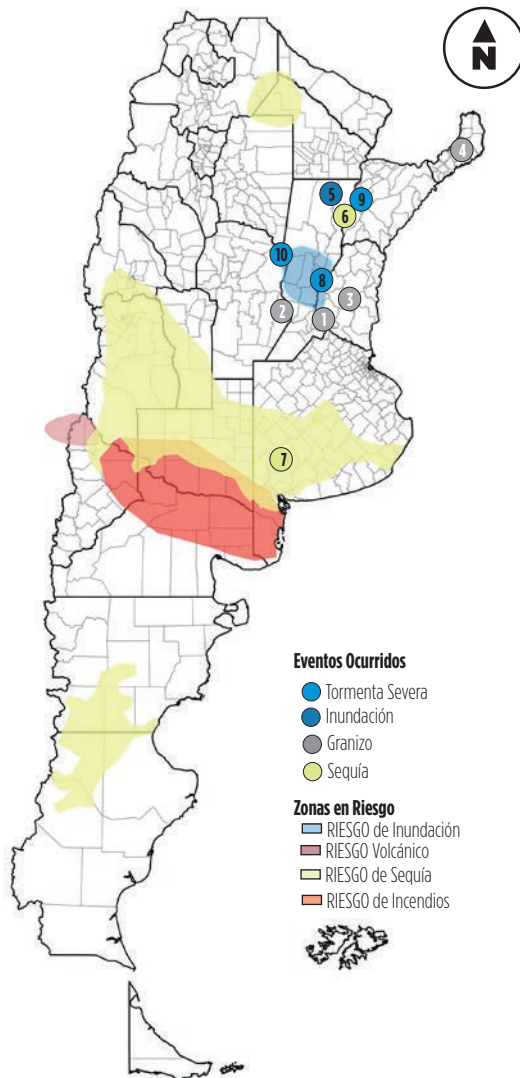 N
4
5
9
6
10
8
2
3
1
7
Eventos Ocurridos
Tormenta Severa
Inundación
Granizo
Sequía
Zonas en Riesgo
RIESGO de Inundación
RIESGO Volcánico
RIESGO de Sequía
RIESGO de Incendios